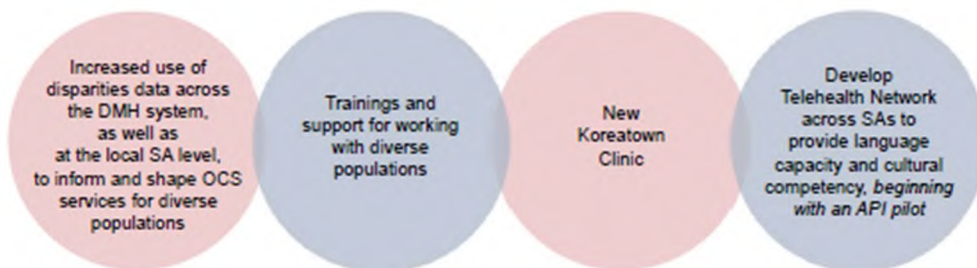 Increased use of
disparities data across
the DMH system,
as well as
at the local SA level,
to inform and shape OCS
services for diverse
populations
Trainings and
support for working
with diverse
populations
New
Koreatown
Clinic
Develop
Telehealth Network
across SAs to
provide language
capacity and cultural
competency, beginning
with an API pilot